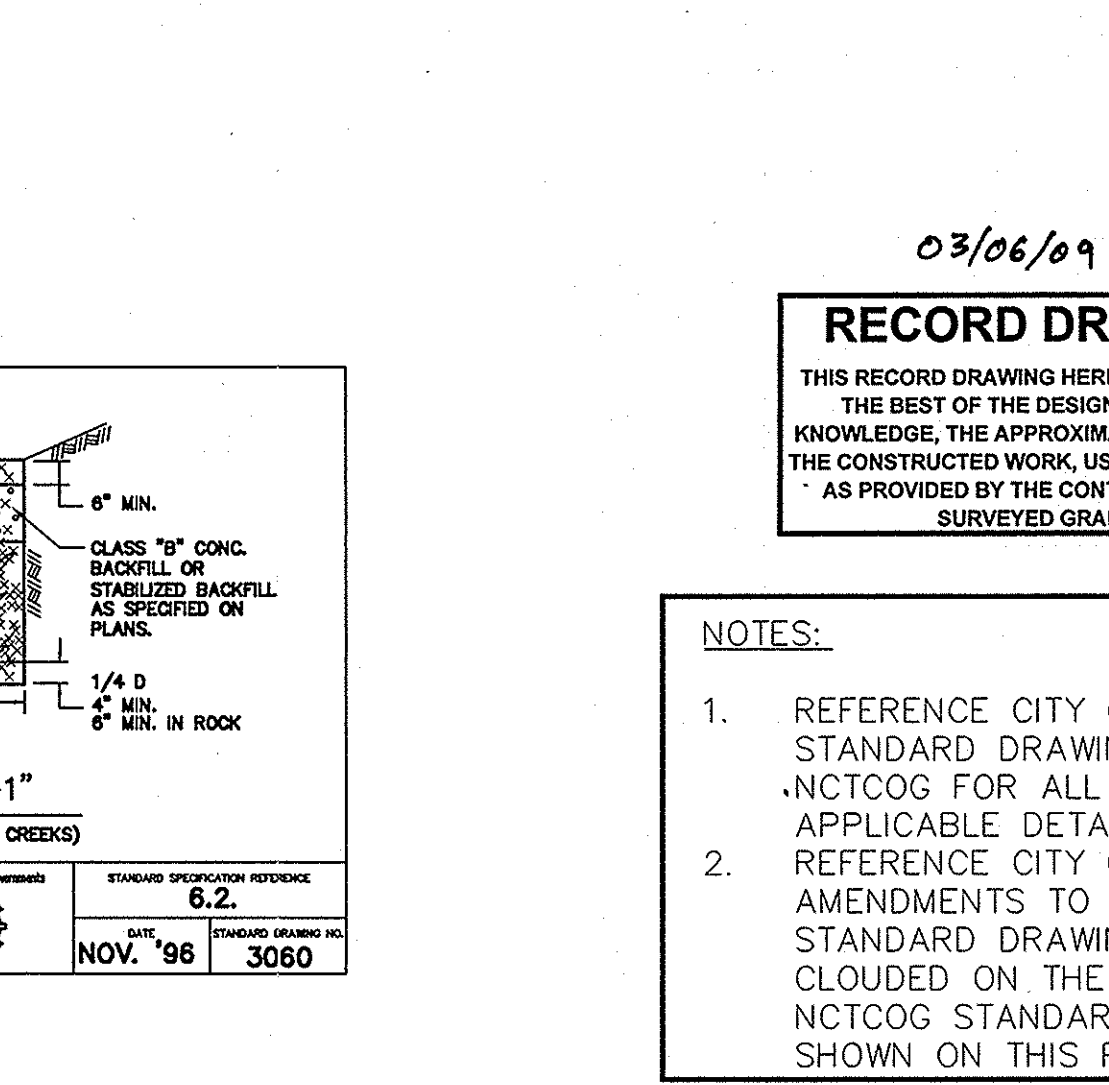 03/06/09
RECORD DR
THIS RECORD DRAWING HER
THE BEST OF THE DESIGN
KNOWLEDGE, THE APPROXIM
THE CONSTRUCTED WORK, US
AS PROVIDED BY THE CON
SURVEYED GRA
6" MIN.
CLASS "B" CONC.
BACKFILL OR
STABILIZED BACKFILL
AS SPECIFIED ON
PLANS.
1/4 D
4" MIN.
6" MIN. IN ROCK
1"
CREEKS)
STANDARD SPECIFICATION REFERENCE
6.2.
DATE
NOV. '96
STANDARD DRAWING NO.
3060
NOTES:
1. REFERENCE CITY
STANDARD DRAWI
NCTCOG FOR ALL
APPLICABLE DETA
2. REFERENCE CITY
AMENDMENTS TO
STANDARD DRAWI
CLOUDED ON THE
NCTCOG STANDAR
SHOWN ON THIS